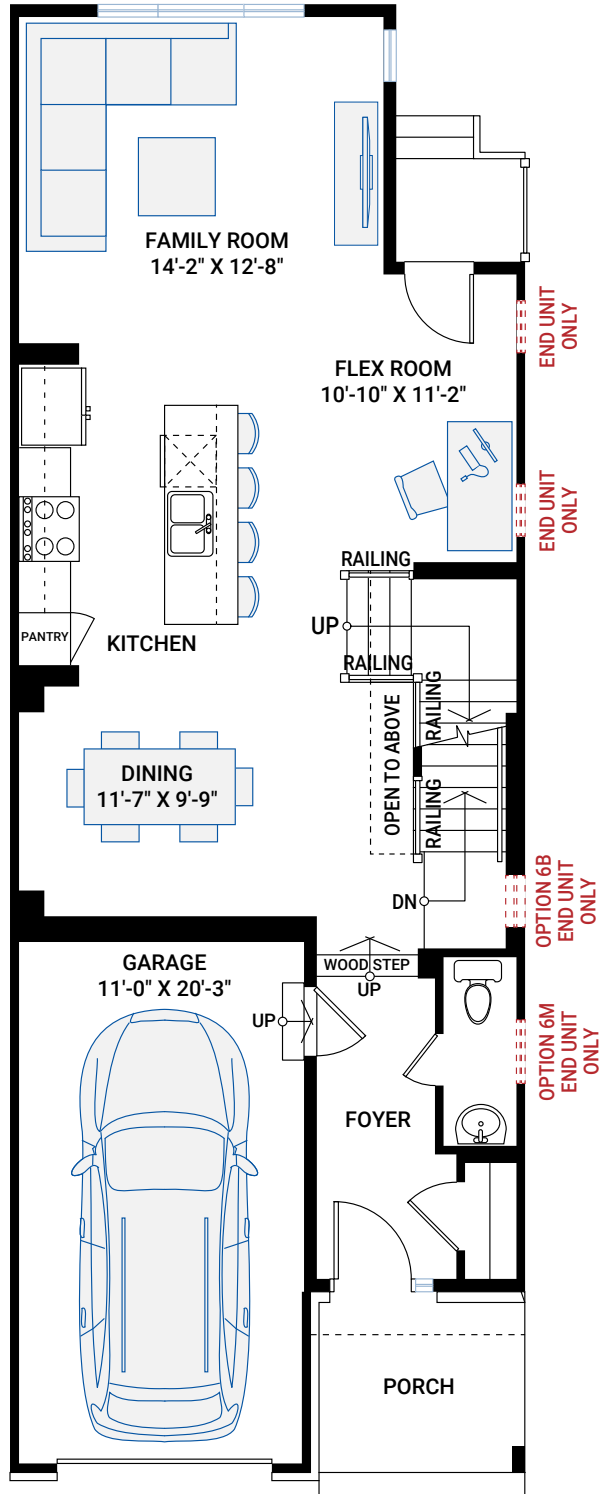 FAMILY ROOM
14'-2" X 12'-8"
END UNIT
ONLY
FLEX ROOM
10'-10" X 11'-2"
END UNIT
ONLY
RAILING
UP
PANTRY
KITCHEN
RAILING
RAILING
OPEN TO ABOVE
DINING
11'-7" X 9'-9"
RAILING
OPTION 6B
END UNIT
ONLY
DN
GARAGE
11'-0" X 20'-3"
WOOD STEP
UP
UP
OPTION 6M
END UNIT
ONLY
FOYER
PORCH